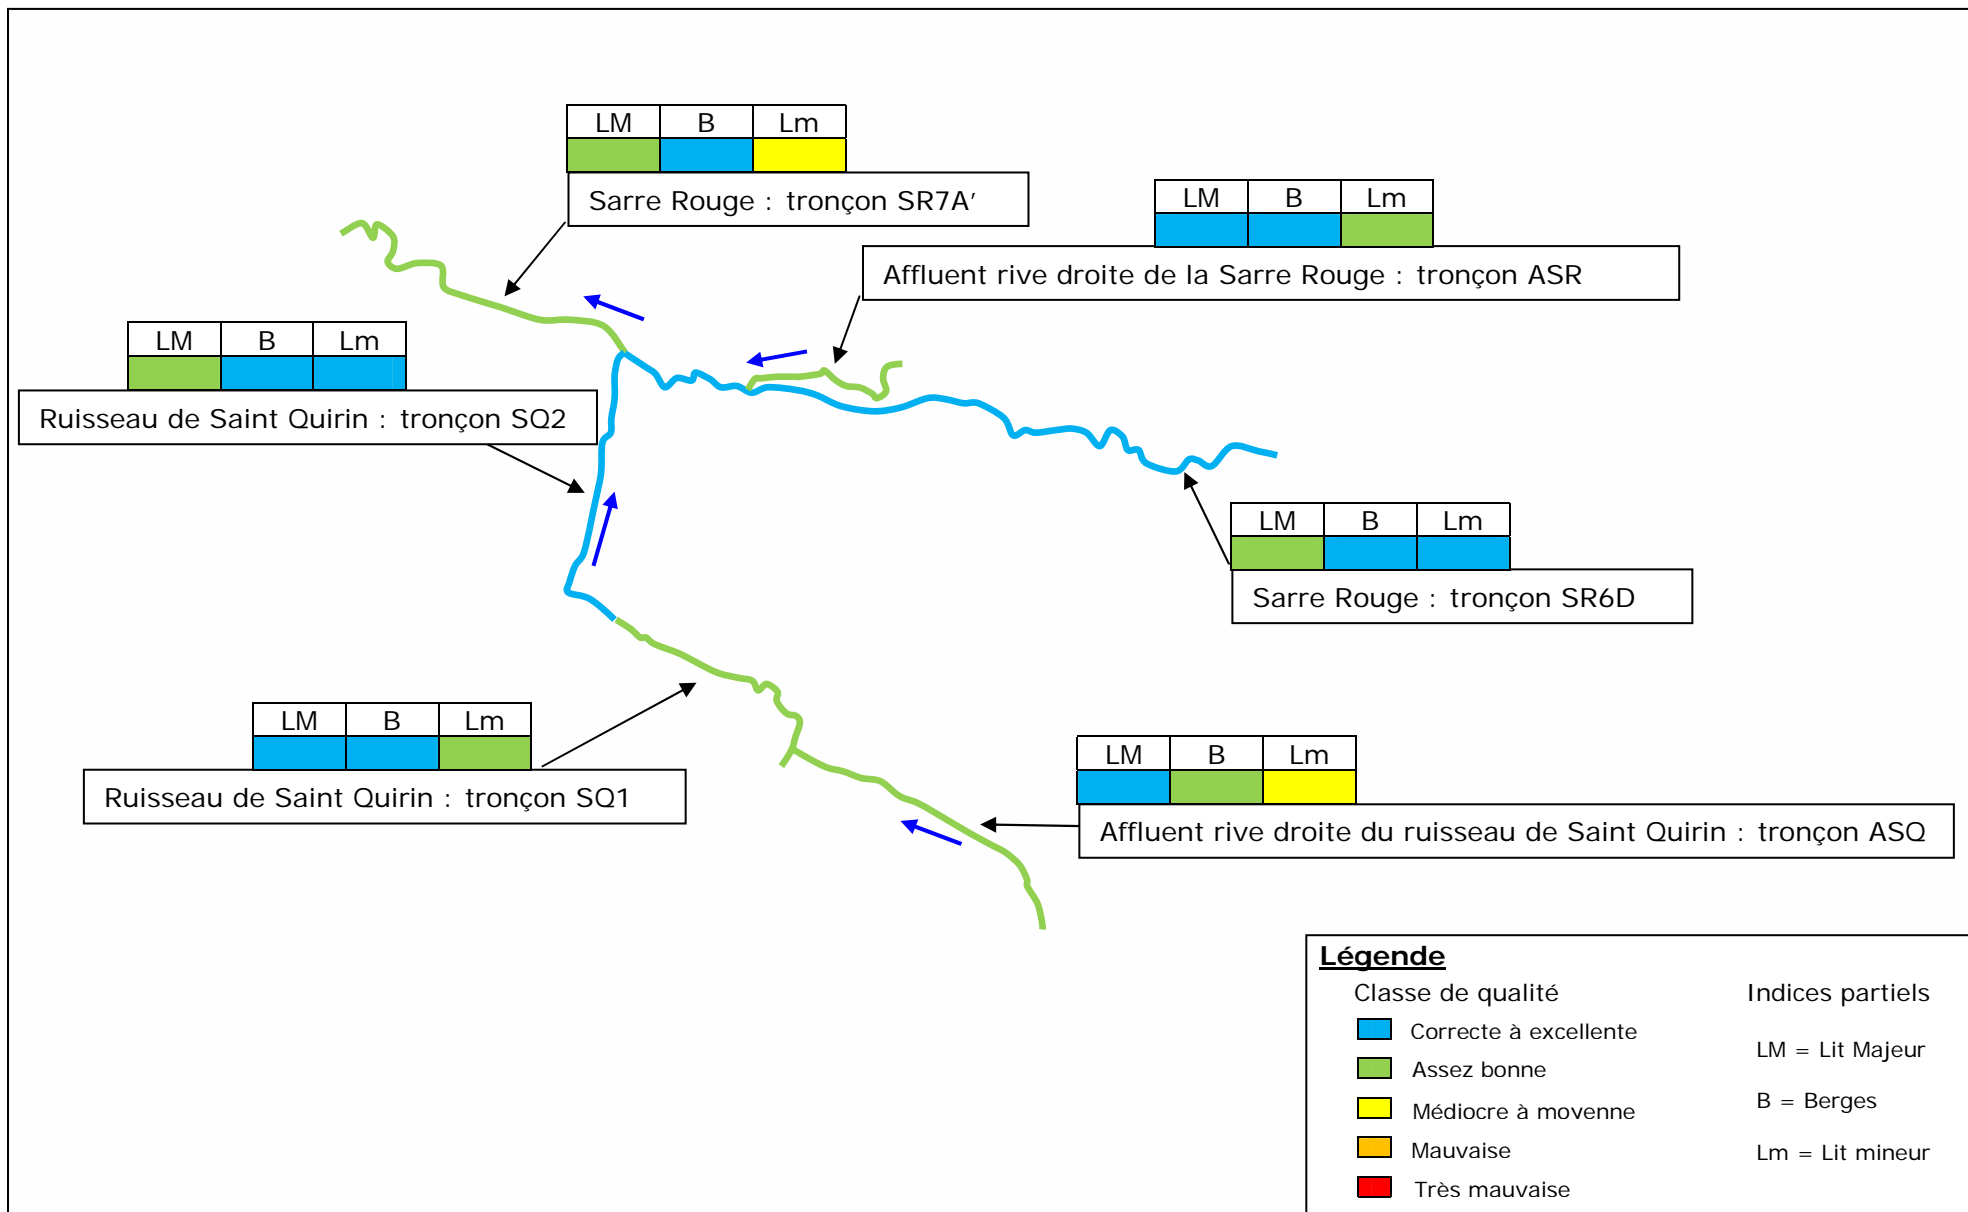 LM B Lm
Sarre Rouge : tronçon SR7A’
LM B Lm
Affluent rive droite de la Sarre Rouge : tronçon ASR
LM B Lm
Ruisseau de Saint Quirin : tronçon SQ2
LM B Lm
Sarre Rouge : tronçon SR6D
LM B Lm
Ruisseau de Saint Quirin : tronçon SQ1
LM B Lm
Affluent rive droite du ruisseau de Saint Quirin : tronçon ASQ
Légende
Classe de qualité
Correcte à excellente
Assez bonne
Médiocre à movenne
Mauvaise
Très mauvaise
Indices partiels
LM = Lit Majeur
B = Berges
Lm = Lit mineur